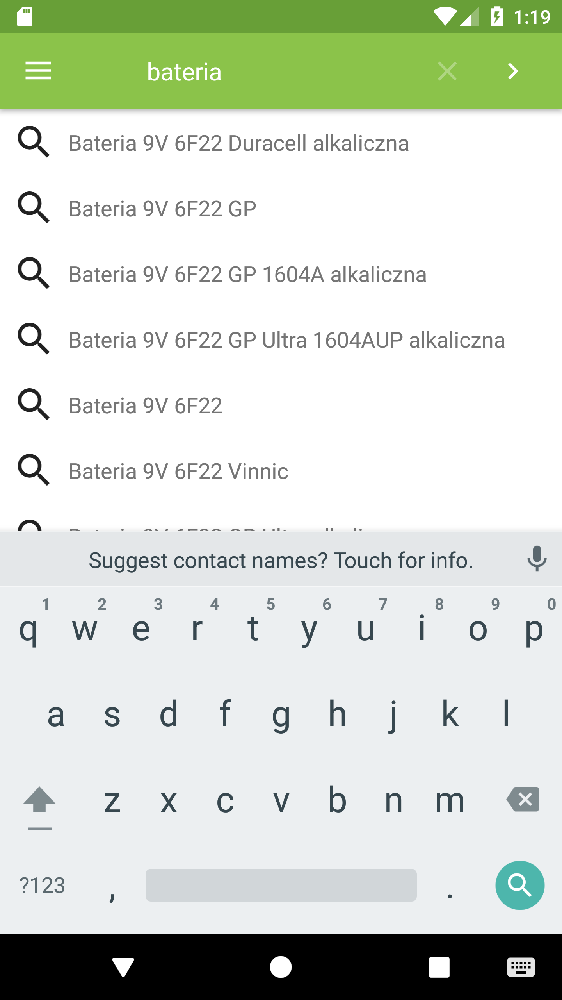 1:19
bateria
Bateria 9V 6F22 Duracell alkaliczna
Bateria 9V 6F22 GP
Bateria 9V 6F22 GP 1604A alkaliczna
Bateria 9V 6F22 GP Ultra 1604AUP alkaliczna
Bateria 9V 6F22
Bateria 9V 6F22 Vinnic
Suggest contact names? Touch for info.
1 2 3 4 5 6 7 8 9 0
q w e r t y u i o p
a s d f g h j k l
z x c v b n m
?123 , .